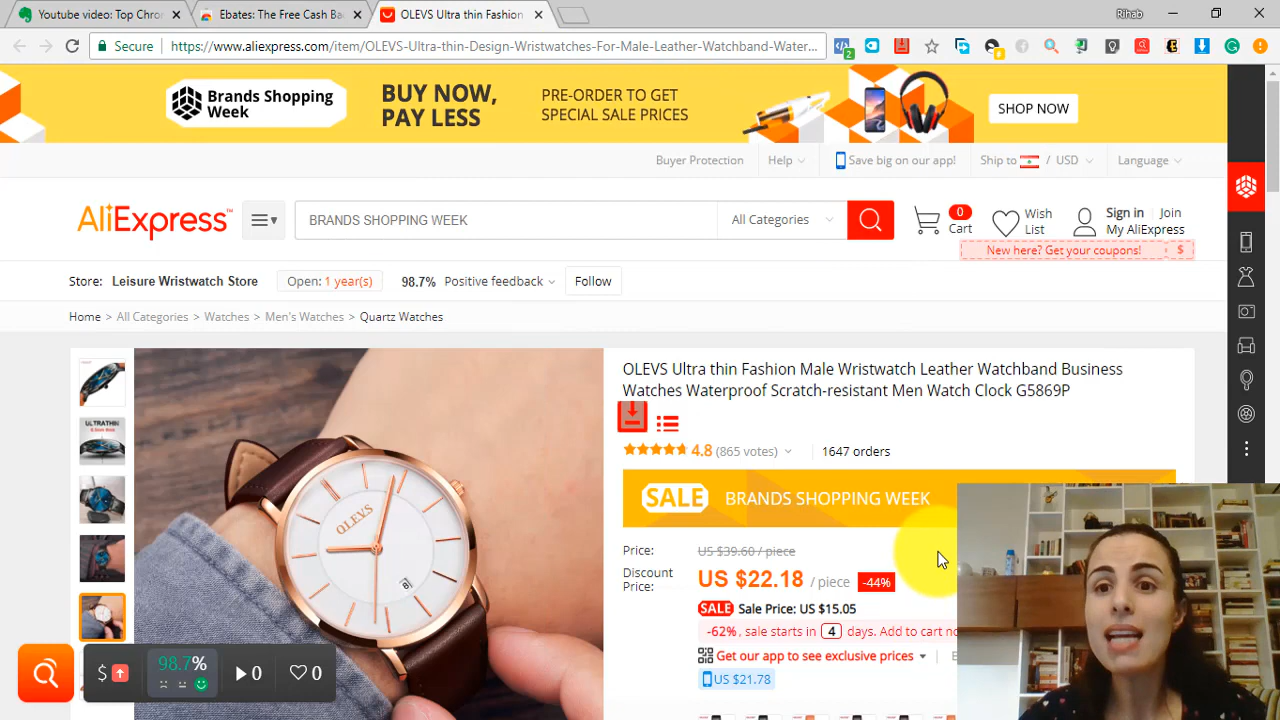 Youtube video: Top Chro
Ebates: The Free Cash Ba
OLEVS Ultra thin Fashion
Rihab
Secure
https://www.aliexpress.com/item/OLEVS-Ultrathin-Design-Wristwatches-For-Male-Leather-Watchband-Water...
2
Brands Shopping
Week
BUY NOW,
PAY LESS
PRE-ORDER TO GET
SPECIAL SALE PRICES
SHOP NOW
Buyer Protection
Help
Save big on our app!
Ship to / USD
Language
AliExpress™
BRANDS SHOPPING WEEK
All Categories
0
Cart
Wish
List
Sign in
Join
My AliExpress
New here? Get your coupons! $
Store: Leisure Wristwatch Store
Open: 1 year(s)
98.7% Positive feedback
Follow
Home > All Categories > Watches > Men's Watches > Quartz Watches
ULTRATHIN
OLEVS
8
OLEVS Ultra thin Fashion Male Wristwatch Leather Watchband Business
Watches Waterproof Scratch-resistant Men Watch Clock G5869P
4.8 (865 votes)
1647 orders
SALE BRANDS SHOPPING WEEK
Price: US $39.60 / piece
Discount
Price:
US $22.18 / piece -44%
SALE Sale Price: US $15.05
-62%, sale starts in 4 days. Add to cart no
Get our app to see exclusive prices
US $21.78
$
98.7%
0
0